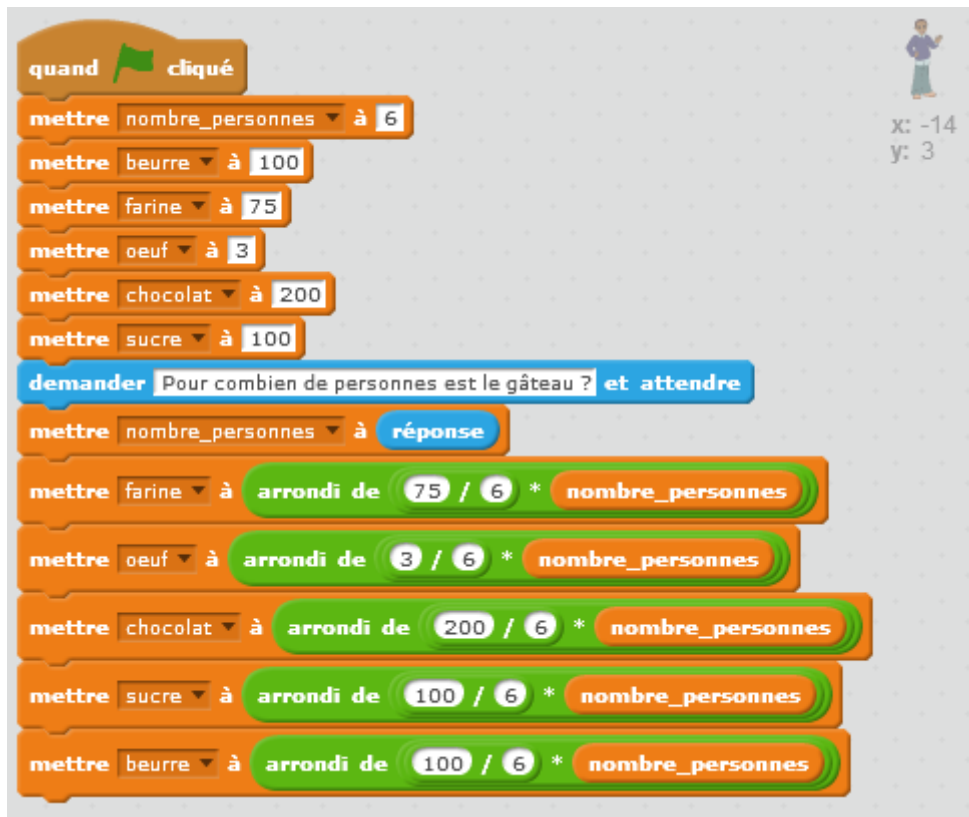 quand cliqué
mettre nombre_personnes à 6
x: -14
mettre beurre à 100
y: 3
mettre farine à 75
mettre oeuf à 3
mettre chocolat à 200
mettre sucre à 100
demander Pour combien de personnes est le gâteau ? et attendre
mettre nombre_personnes à réponse
mettre farine à arrondi de 75 / 6 * nombre_personnes
mettre oeuf à arrondi de 3 / 6 * nombre_personnes
mettre chocolat à arrondi de 200 / 6 * nombre_personnes
mettre sucre à arrondi de 100 / 6 * nombre_personnes
mettre beurre à arrondi de 100 / 6 * nombre_personnes